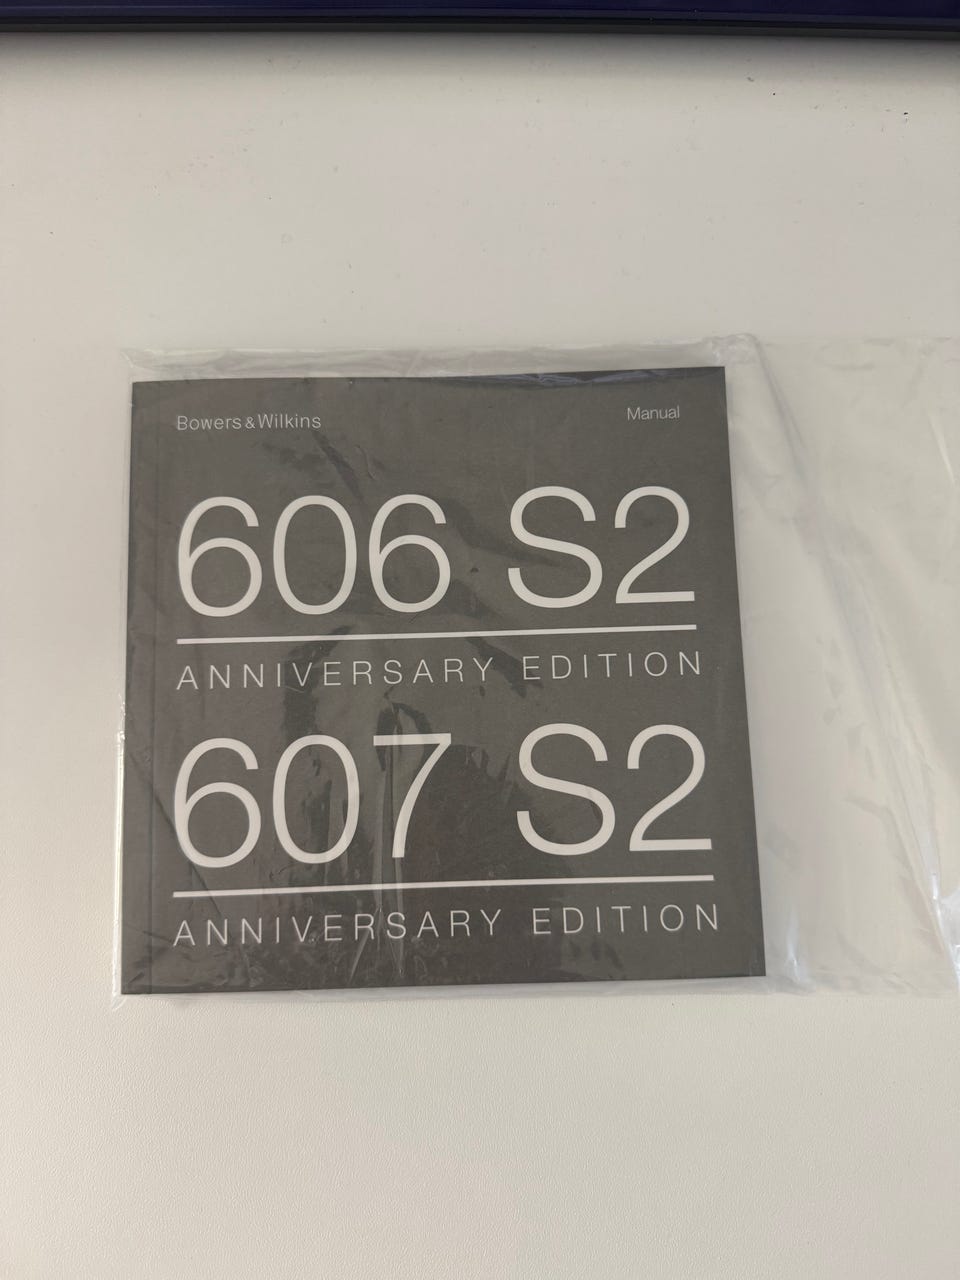 Bowers & Wilkins
Manual
606 S2
ANNIVERSARY EDITION
607 S2
ANNIVERSARY EDITION